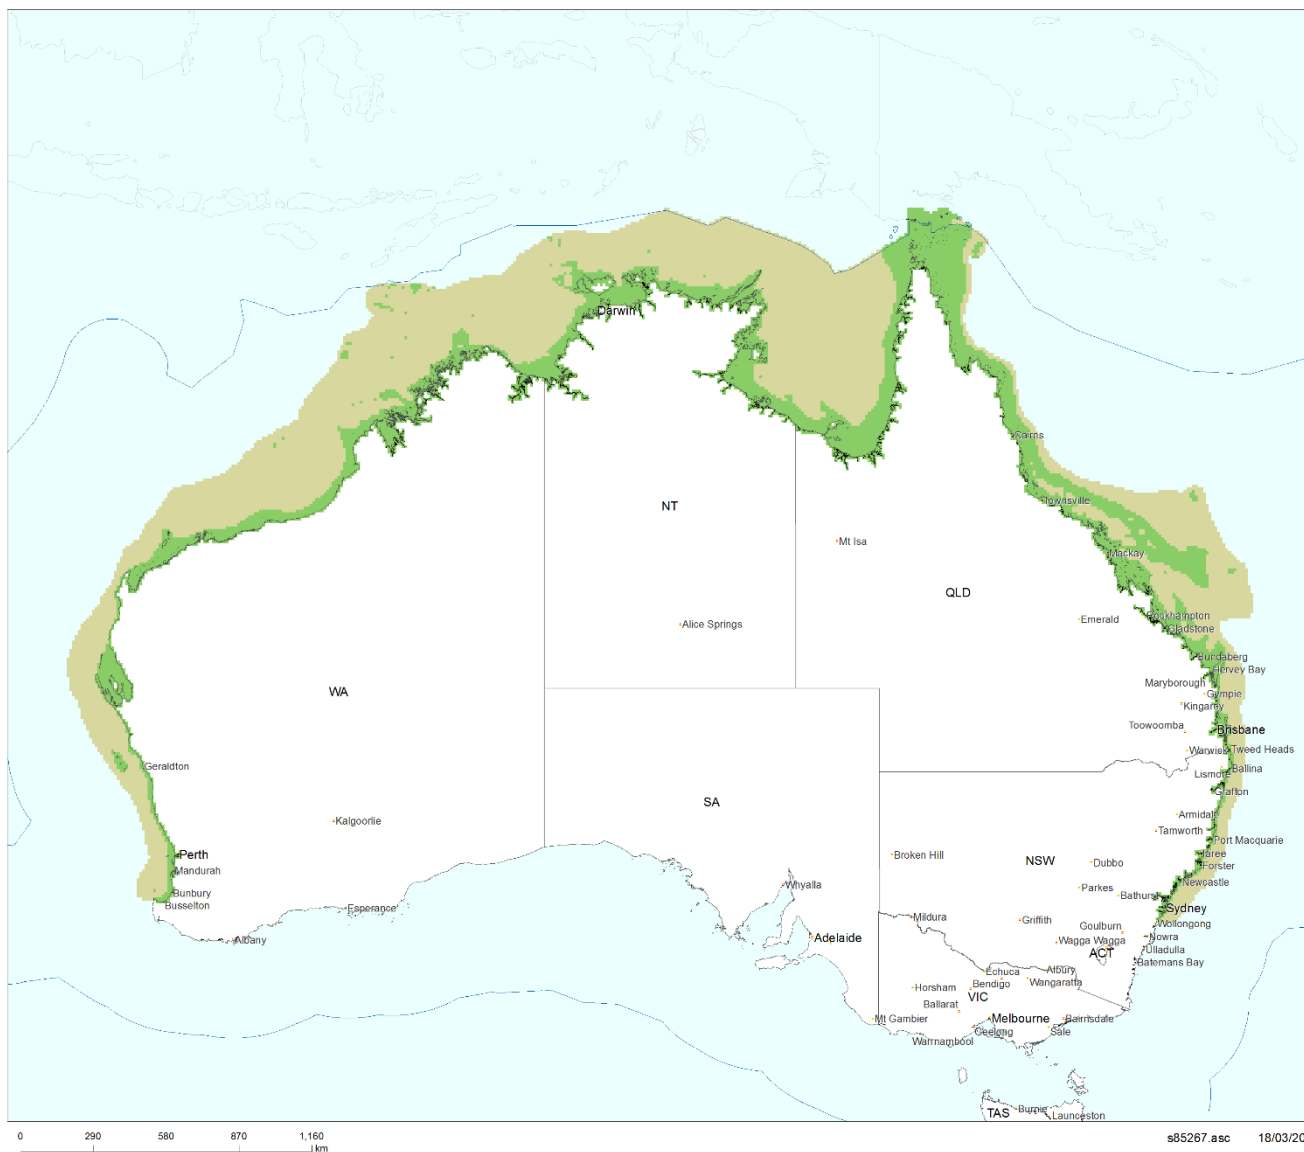 Darwin
Cairns
Townsville
NT
Mt Isa
Mackay
QLD
Rockhampton
Emerald
Alice Springs
Gladstone
Bundaberg
Hervey Bay
Maryborough
WA
Gympie
Kingaroy
Toowoomba
Brisbane
Warwick
Tweed Heads
Geraldton
Ballina
Lismore
Grafton
SA
Armidale
Kalgoorlie
Tamworth
Port Macquarie
Perth
Broken Hill
Taree
NSW
Dubbo
Forster
Mandurah
Newcastle
Whyalla
Parkes
Bunbury
Bathurst
Busselton
Esperance
Sydney
Mildura
Griffith
Wollongong
Goulburn
Adelaide
Nowra
Albany
Wagga Wagga
Ulladulla
ACT
Batemans Bay
Echuca
Albury
Horsham
Bendigo
Wangaratta
VIC
Ballarat
Mt Gambier
Melbourne
Bairnsdale
Geelong
Sale
Warrnambool
TAS
Burnie
Launceston
0 290 580 870 1,160
km
s85267.asc 18/03/20